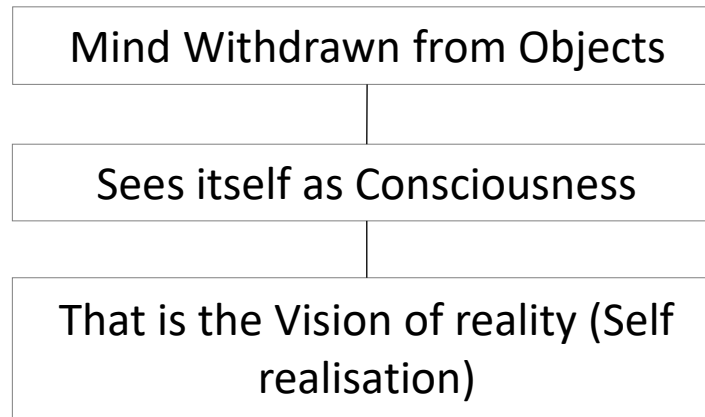 Mind Withdrawn from Objects
Sees itself as Consciousness
That is the Vision of reality (Self
realisation)